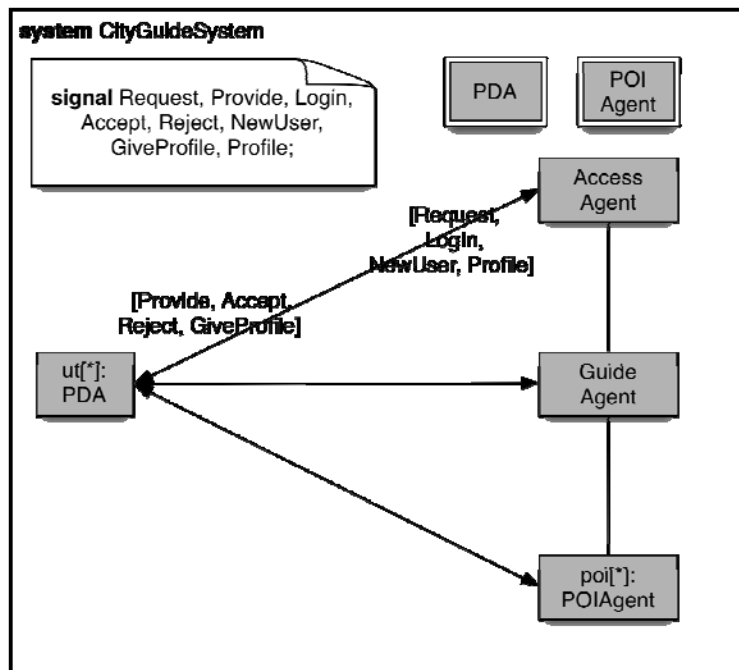 system CityGuideSystem
signal Request, Provide, Login,
Accept, Reject, NewUser,
GiveProfile, Profile;
PDA
POI
Agent
Access
Agent
[Request,
Login,
NewUser, Profile]
[Provide, Accept,
Reject, GiveProfile]
ut[*]:
PDA
Guide
Agent
poi[*]:
POIAgent